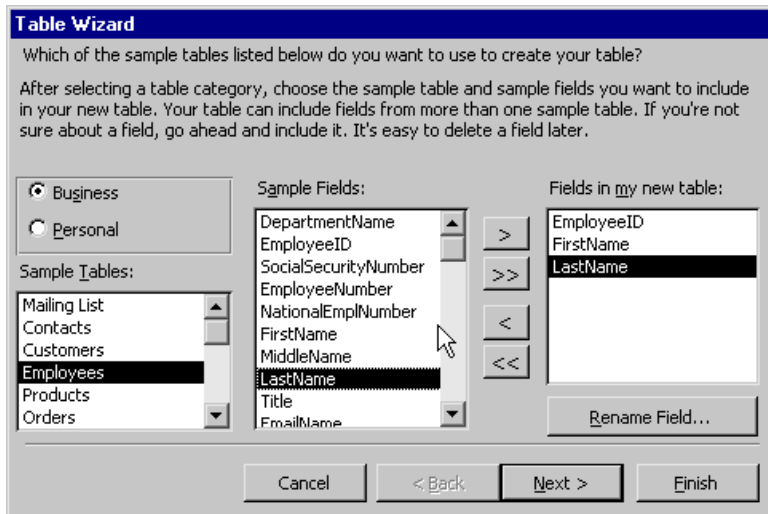 Table Wizard
Which of the sample tables listed below do you want to use to create your table?
After selecting a table category, choose the sample table and sample fields you want to include
in your new table. Your table can include fields from more than one sample table. If you're not
sure about a field, go ahead and include it. It's easy to delete a field later.
Business
Personal
Sample Tables:
Mailing List
Contacts
Customers
Employees
Products
Orders
Sample Fields:
DepartmentName
EmployeeID
SocialSecurityNumber
EmployeeNumber
NationalEmplNumber
FirstName
MiddleName
LastName
Title
EmailName
>
>>
<
<<
Fields in my new table:
EmployeeID
FirstName
LastName
Rename Field...
Cancel
< Back
Next >
Finish